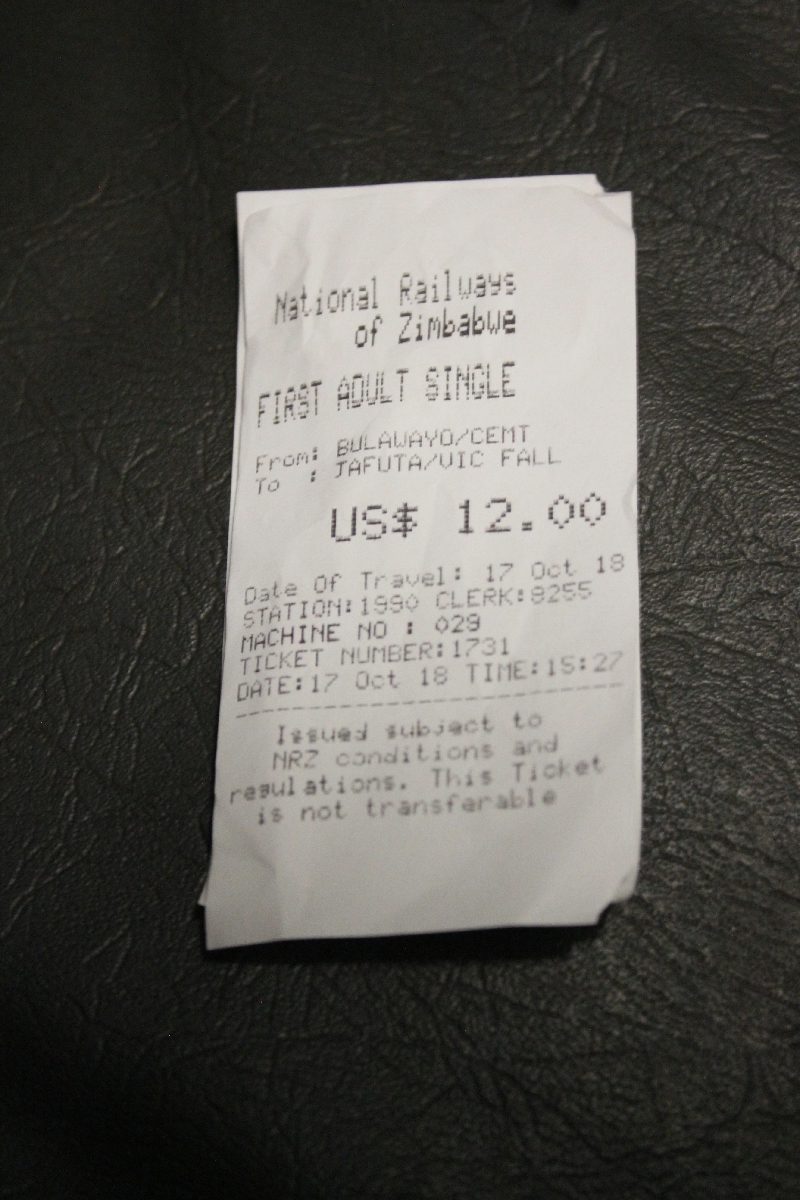 National Railways
of Zimbabwe
FIRST ADULT SINGLE
From: BULAWAYO/CEMT
To : JAFUTA/VIC FALL
US$ 12.00
Date Of Travel: 17 Oct 18
STATION:1990 CLERK:8255
MACHINE NO : 029
TICKET NUMBER:1731
DATE:17 Oct 18 TIME:15:27
Issued subject to
NRZ conditions and
regulations. This Ticket
is not transferable